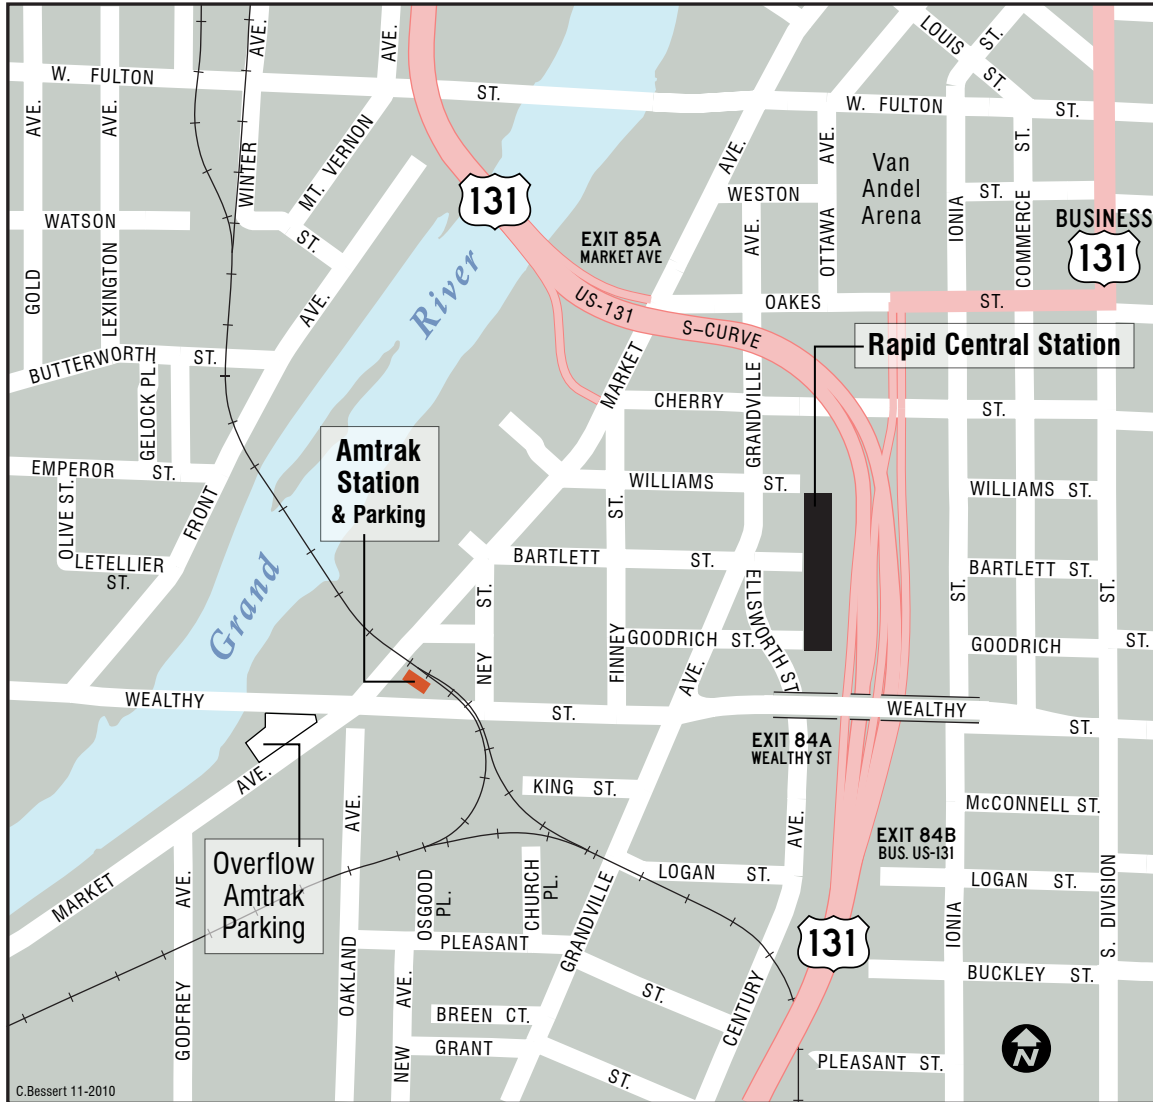 W. FULTON
ST.
W. FULTON
ST.
AVE.
AVE.
AVE.
AVE.
LOUIS
ST.
ST.
MT. VERNON
ST.
WINTER
WATSON
GOLD
LEXINGTON
AVE.
Van
Andel
Arena
AVE.
AVE.
WESTON
AVE.
OTTAWA
IONIA
ST.
ST.
COMMERCE
BUSINESS
131
131
EXIT 85A
MARKET AVE
US-131
S-CURVE
OAKES
ST.
Rapid Central Station
River
Grand
BUTTERWORTH
ST.
GELOCK PL.
EMPEROR
ST.
OLIVE ST.
LETELLIER
ST.
FRONT
MARKET
CHERRY
ST.
GRANDVILLE
Amtrak
Station
& Parking
WILLIAMS
ST.
WILLIAMS ST.
ST.
BARTLETT
ST.
BARTLETT ST.
ST.
ST.
ST.
ELLSWORTH ST
NEY
FINNEY
GOODRICH ST.
GOODRICH
ST.
AVE.
WEALTHY
ST.
WEALTHY
ST.
EXIT 84A
WEALTHY ST
AVE.
KING ST.
AVE.
AVE.
McCONNELL ST.
EXIT 84B
BUS. US-131
Overflow
Amtrak
Parking
MARKET
AVE.
OSGOOD
PL.
CHURCH
PL.
LOGAN
ST.
LOGAN
ST.
GRANDVILLE
PLEASANT
ST.
IONIA
S. DIVISION
131
OAKLAND
AVE.
BUCKLEY
ST.
GODFREY
BREEN CT.
CENTURY
NEW
GRANT
ST.
PLEASANT ST.
N
C.Bessert 11-2010